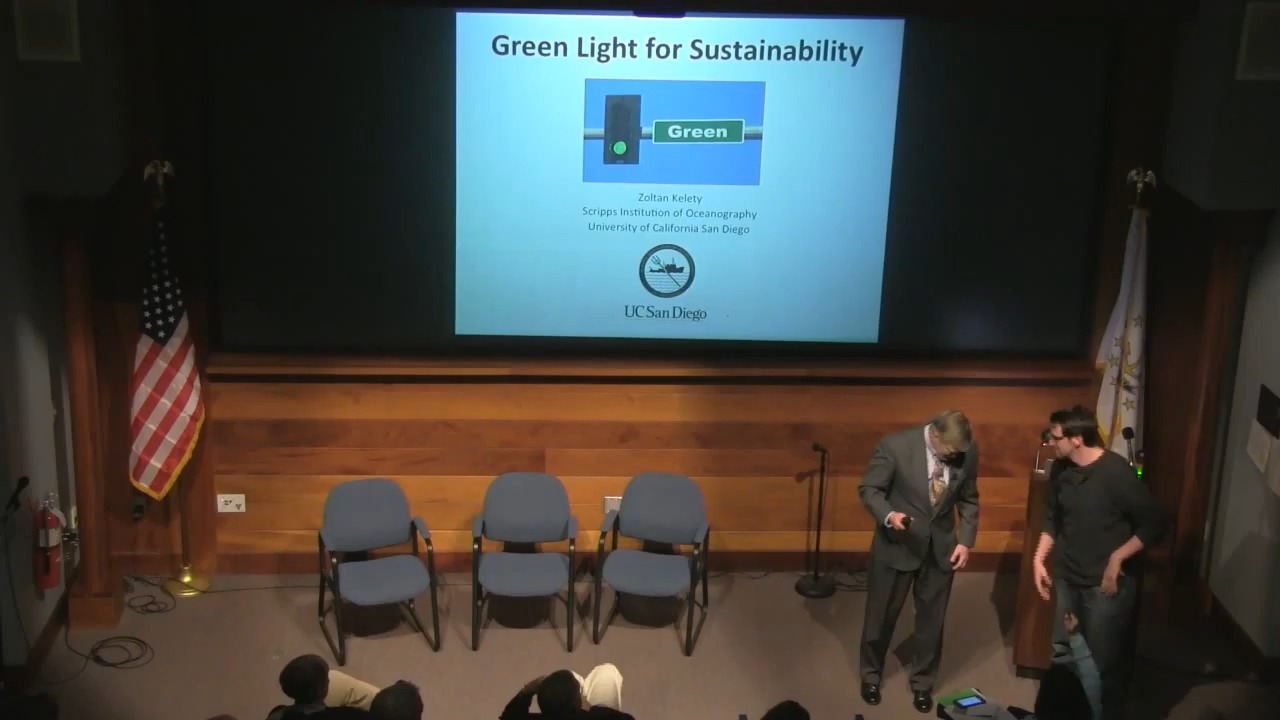 Green Light for Sustainability
Green
Zoltan Kelety
Scripps Institution of Oceanography
University of California San Diego
UC San Diego